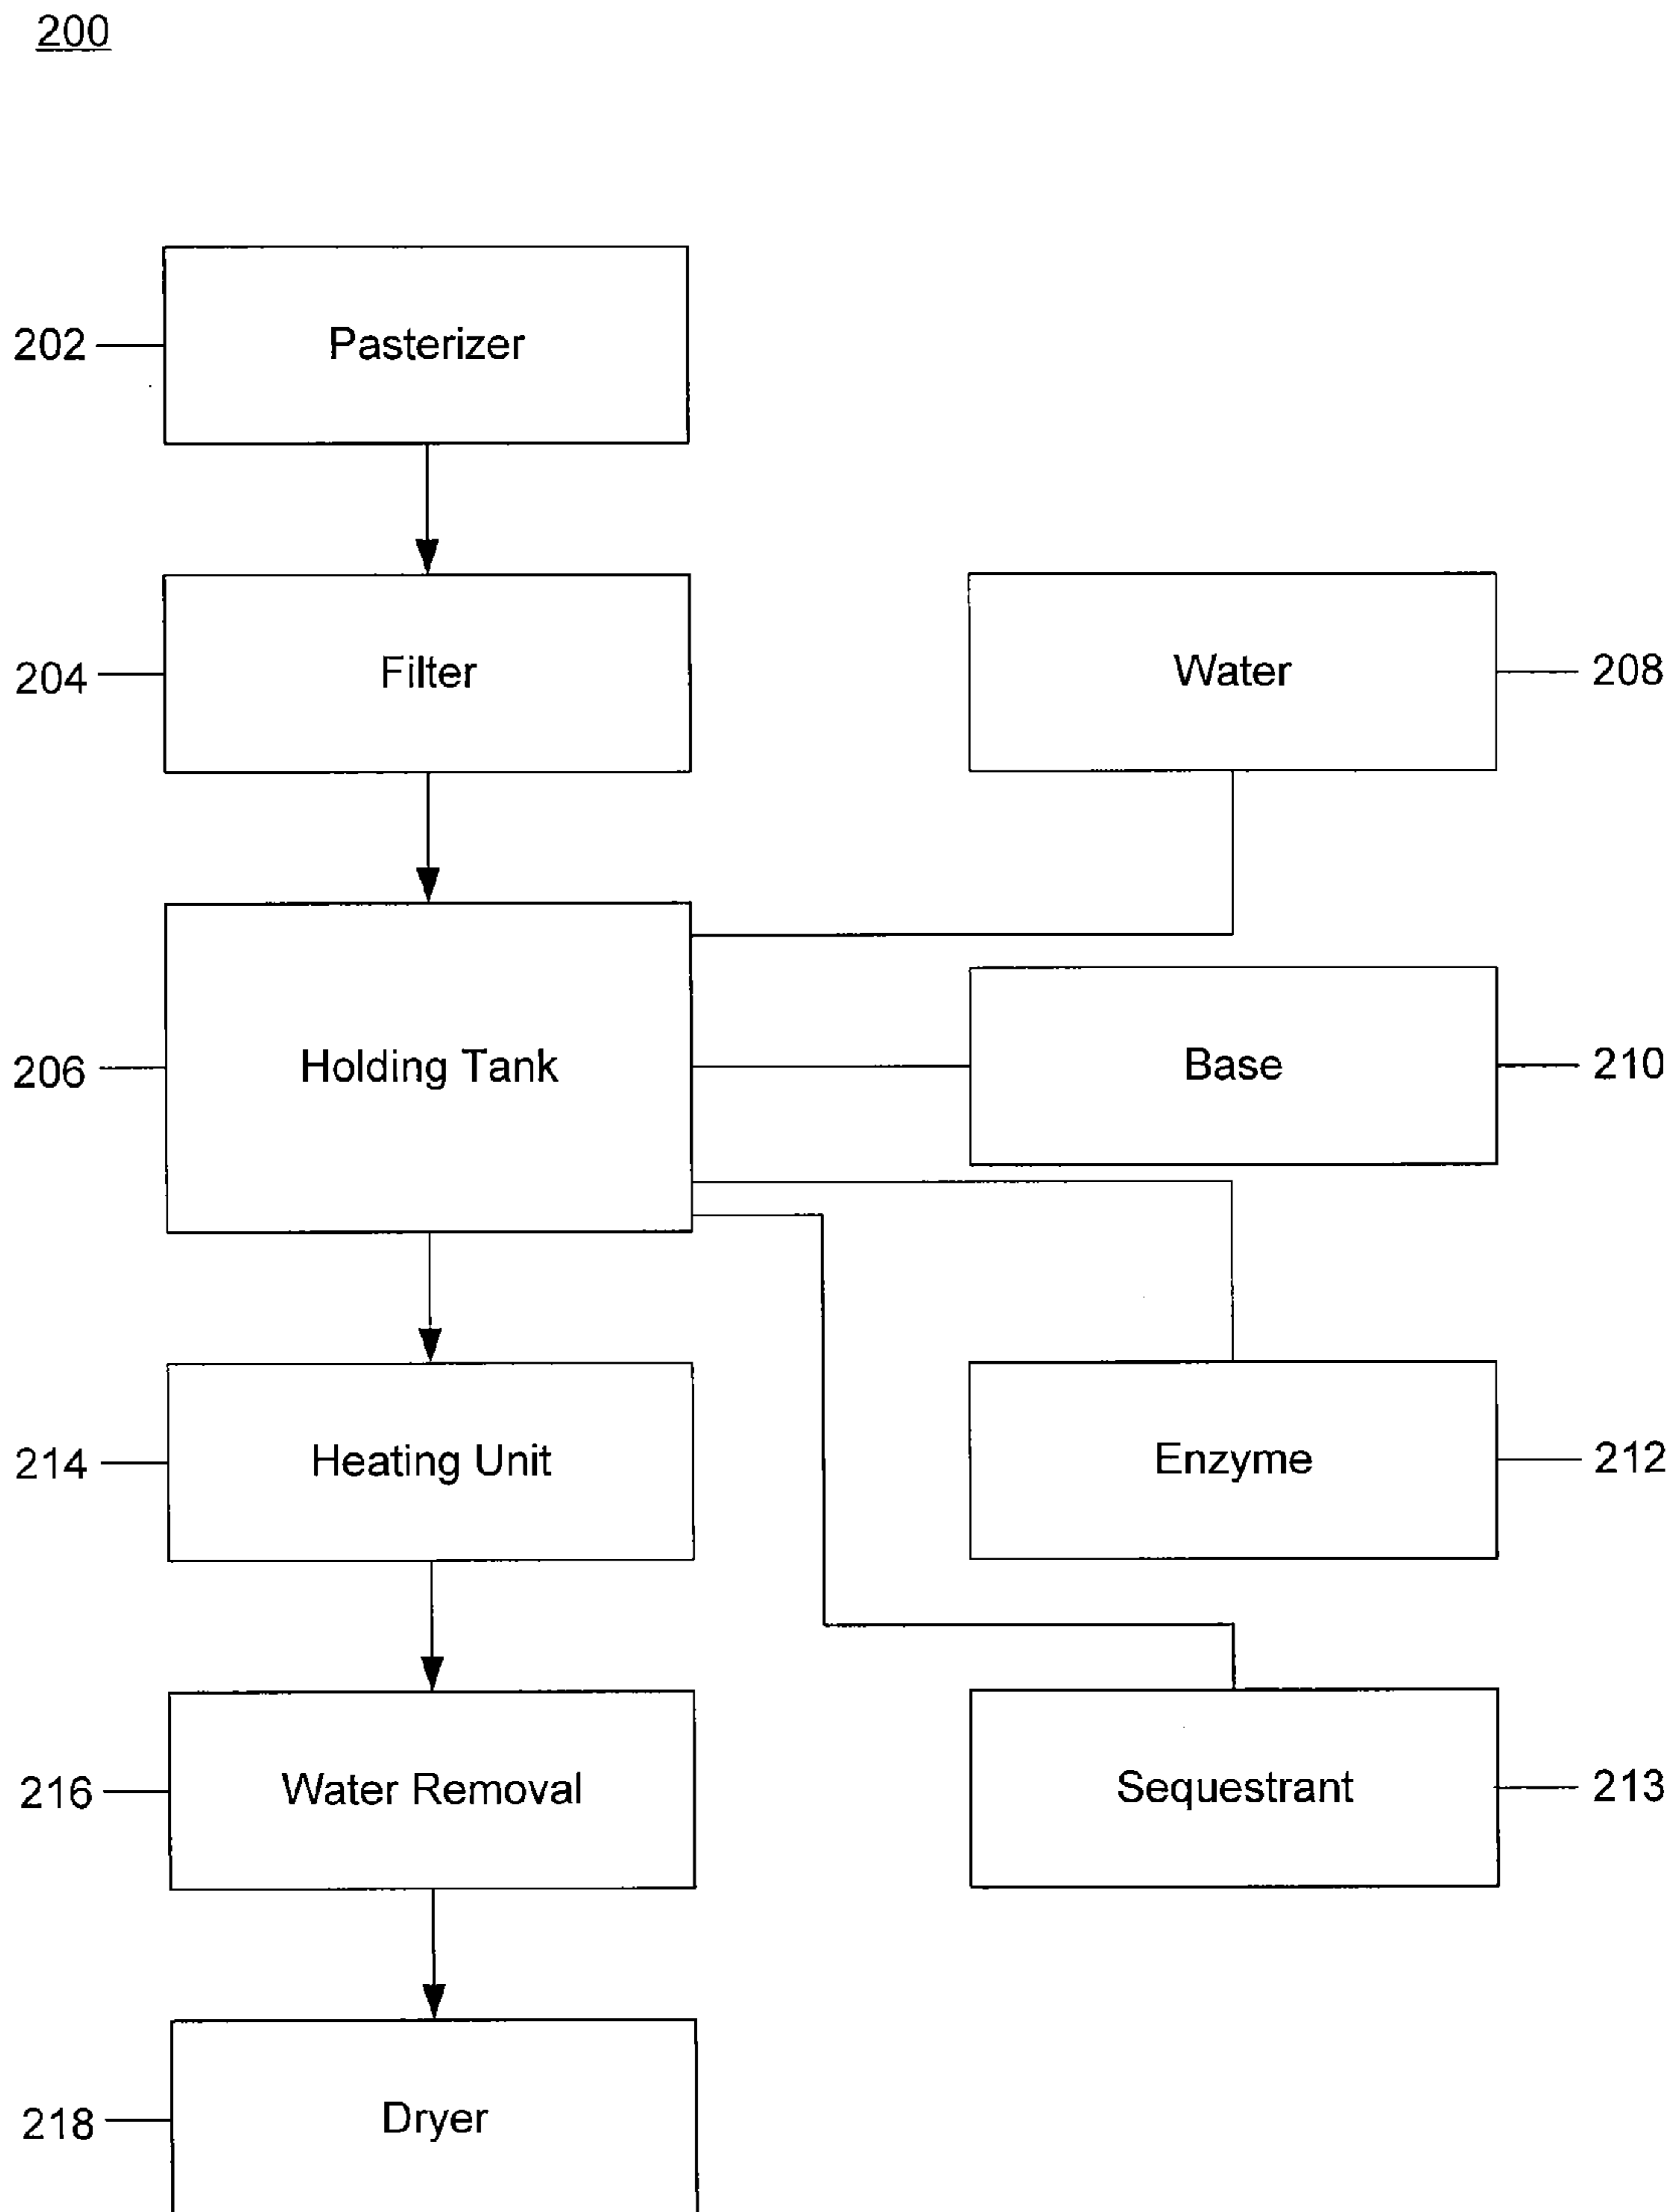 200
202 Pasterizer
204 Filter
Water 208
206 Holding Tank
Base 210
214 Heating Unit
Enzyme 212
216 Water Removal
Sequestrant 213
218 Dryer